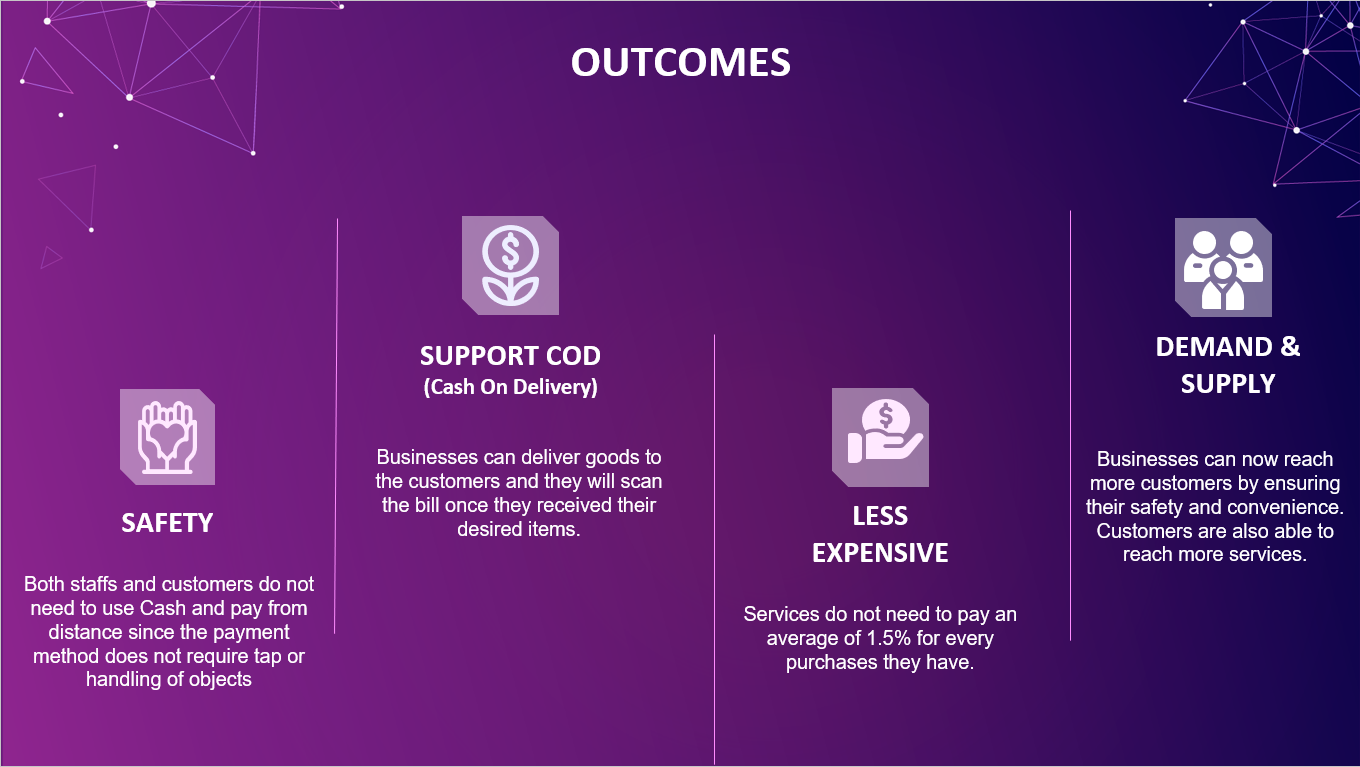 OUTCOMES
SAFETY
Both staffs and customers do not
need to use Cash and pay from
distance since the payment
method does not require tap or
handling of objects
SUPPORT COD
(Cash On Delivery)
Businesses can deliver goods to
the customers and they will scan
the bill once they received their
desired items.
LESS
EXPENSIVE
Services do not need to pay an
average of 1.5% for every
purchases they have.
DEMAND &
SUPPLY
Businesses can now reach
more customers by ensuring
their safety and convenience.
Customers are also able to
reach more services.